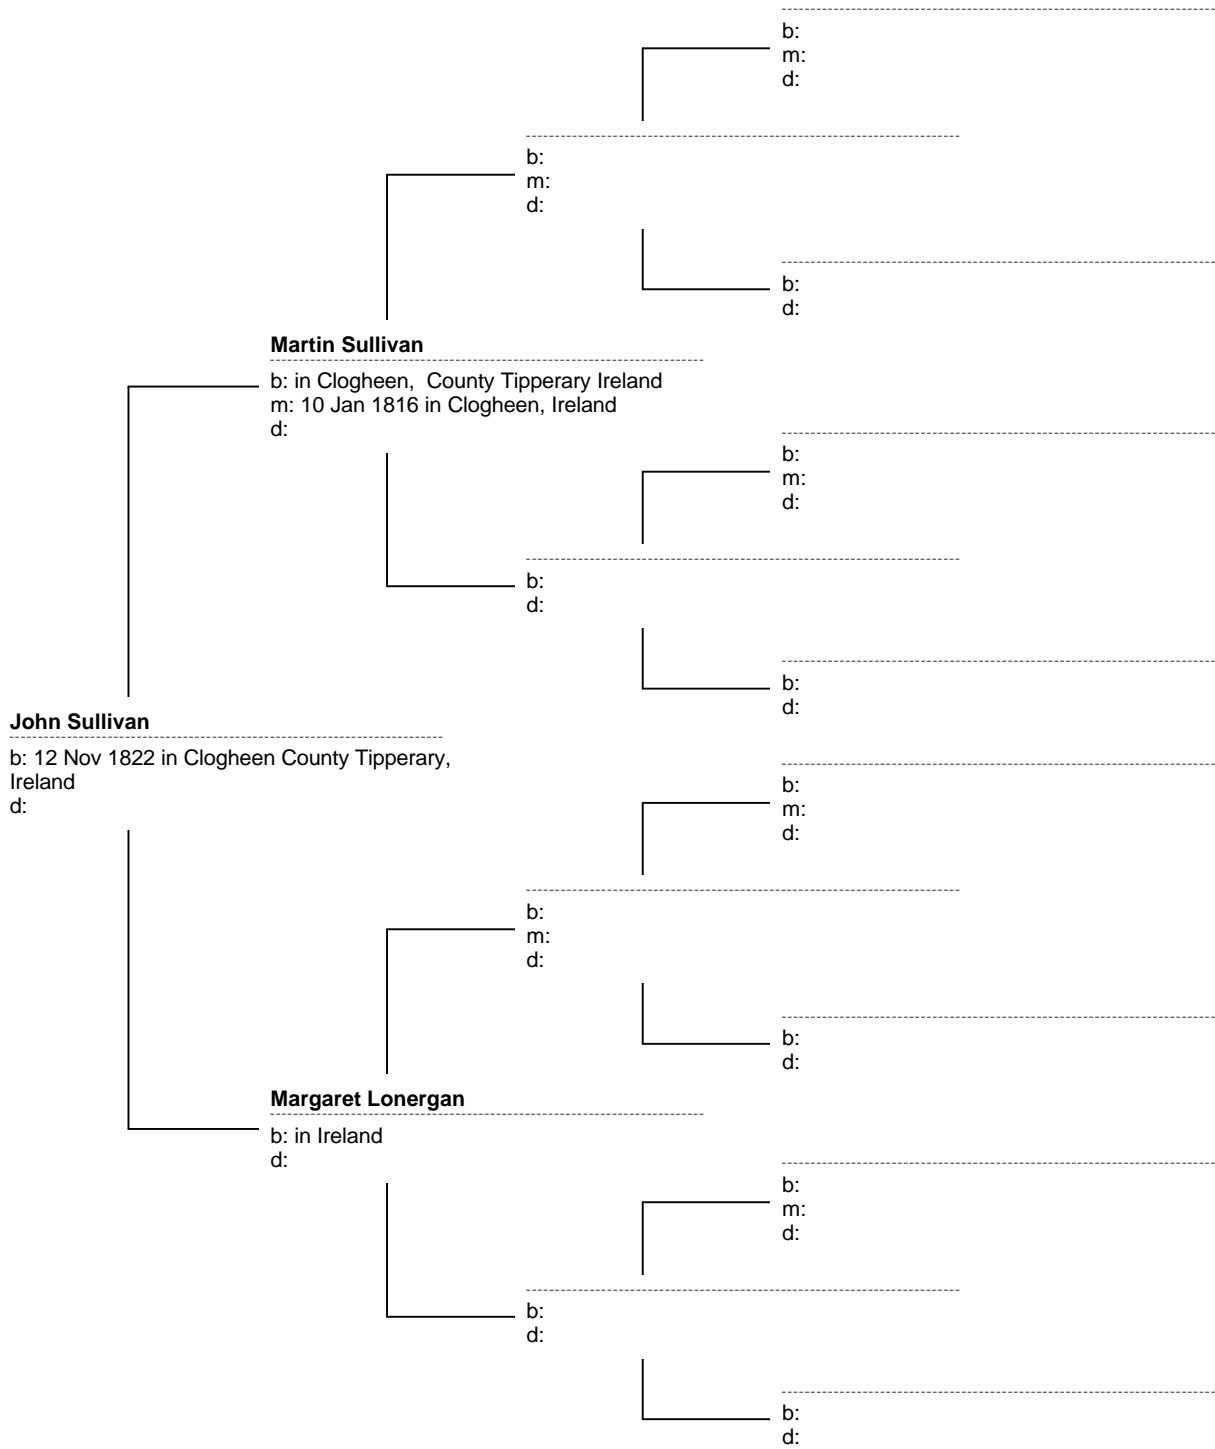 b:
m:
d:
b:
m:
d:
b:
d:
Martin Sullivan
b: in Clogheen,  County Tipperary Ireland
m: 10 Jan 1816 in Clogheen, Ireland
d:
b:
m:
d:
b:
d:
b:
d:
John Sullivan
b: 12 Nov 1822 in Clogheen County Tipperary,
Ireland
d:
b:
m:
d:
b:
m:
d:
b:
d:
Margaret Lonergan
b: in Ireland
d:
b:
m:
d:
b:
d:
b:
d: